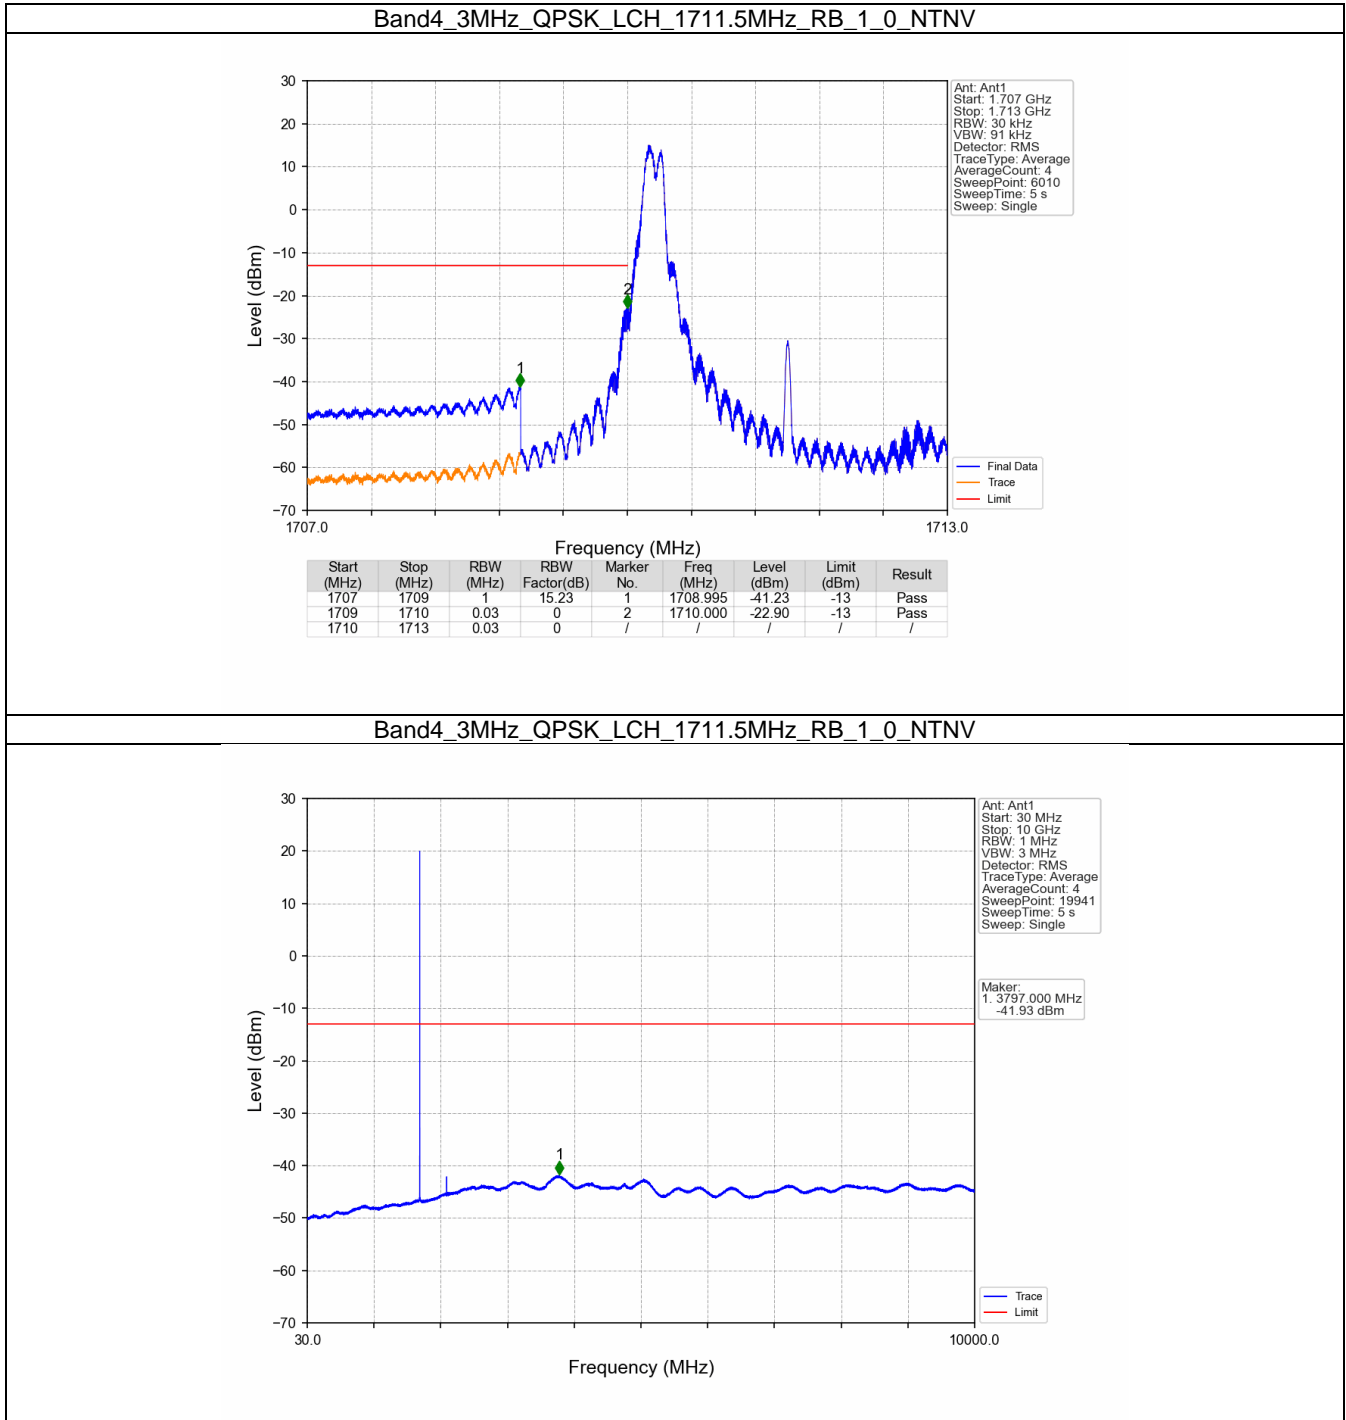 Band4_3MHz_QPSK_LCH_1711.5MHz_RB_1_0_NTNV
30
20
10
0
−10
−20
−30
−40
−50
−60
−70
Level (dBm)
1
2
1707.0
1713.0
Frequency (MHz)
Ant: Ant1
Start: 1.707 GHz
Stop: 1.713 GHz
RBW: 30 kHz
VBW: 91 kHz
Detector: RMS
TraceType: Average
AverageCount: 4
SweepPoint: 6010
SweepTime: 5 s
Sweep: Single
Final Data
Trace
Limit
Start (MHz) Stop (MHz) RBW (MHz) RBW Factor(dB) Marker No. Freq (MHz) Level (dBm) Limit (dBm) Result
1707 1709 1 15.23 1 1708.995 -41.23 -13 Pass
1709 1710 0.03 0 2 1710.000 -22.90 -13 Pass
1710 1713 0.03 0 / / / / /
Band4_3MHz_QPSK_LCH_1711.5MHz_RB_1_0_NTNV
30
20
10
0
−10
−20
−30
−40
−50
−60
−70
Level (dBm)
1
30.0
10000.0
Frequency (MHz)
Ant: Ant1
Start: 30 MHz
Stop: 10 GHz
RBW: 1 MHz
VBW: 3 MHz
Detector: RMS
TraceType: Average
AverageCount: 4
SweepPoint: 19941
SweepTime: 5 s
Sweep: Single
Maker:
1. 3797.000 MHz
-41.93 dBm
Trace
Limit